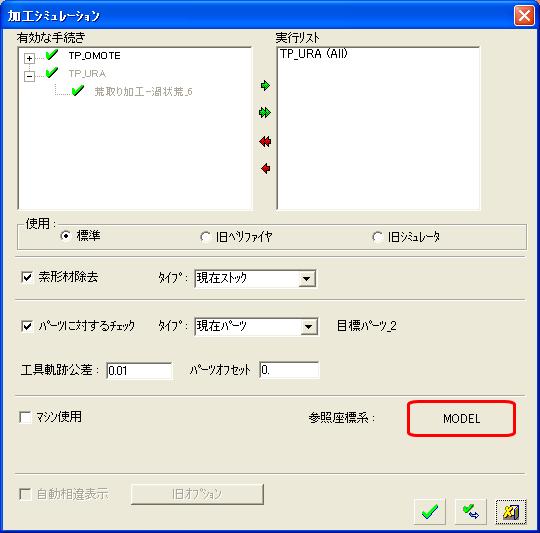 加工シミュレーション
有効な手続き
実行リスト
TP_OMOTE
TP_URA
荒取り加工-渦状荒_6
TP_URA (All)
使用 :
標準
旧ベリファイヤ
旧シミュレータ
素形材除去
タイプ :
現在ストック
パーツに対するチェック
タイプ :
現在パーツ
目標パーツ_2
工具軌跡公差 :
0.01
パーツオフセット
0.
マシン使用
参照座標系 :
MODEL
自動相違表示
旧オプション